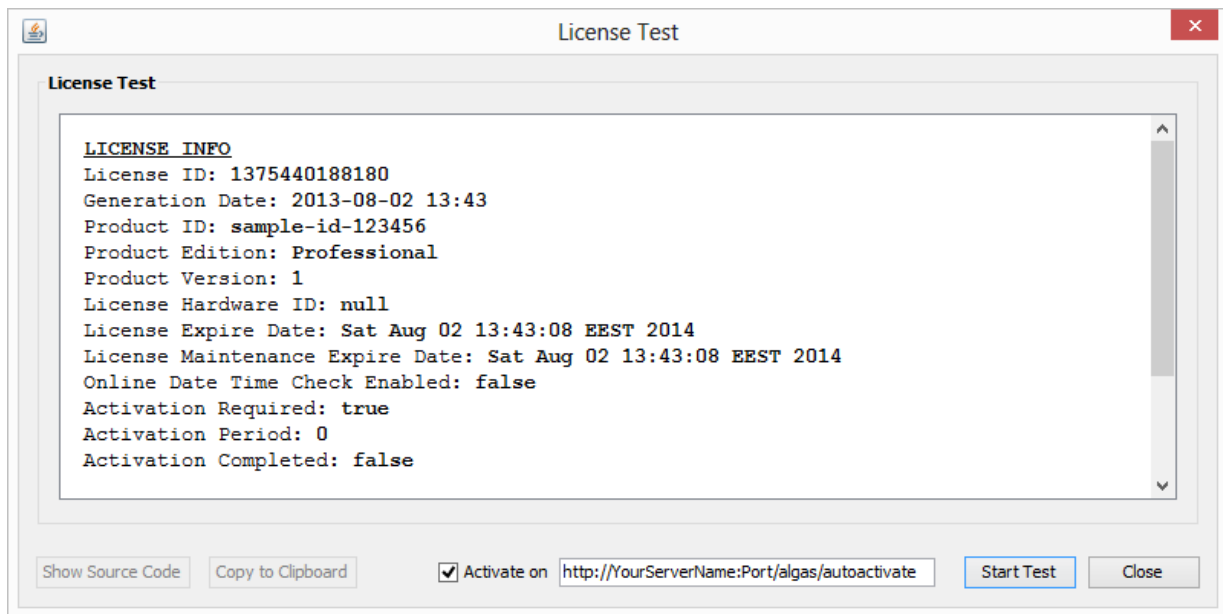 License Test
License Test
LICENSE INFO
License ID: 1375440188180
Generation Date: 2013-08-02 13:43
Product ID: sample-id-123456
Product Edition: Professional
Product Version: 1
License Hardware ID: null
License Expire Date: Sat Aug 02 13:43:08 EEST 2014
License Maintenance Expire Date: Sat Aug 02 13:43:08 EEST 2014
Online Date Time Check Enabled: false
Activation Required: true
Activation Period: 0
Activation Completed: false
Show Source Code Copy to Clipboard Activate on http://YourServerName:Port/algas/autoactivate Start Test Close